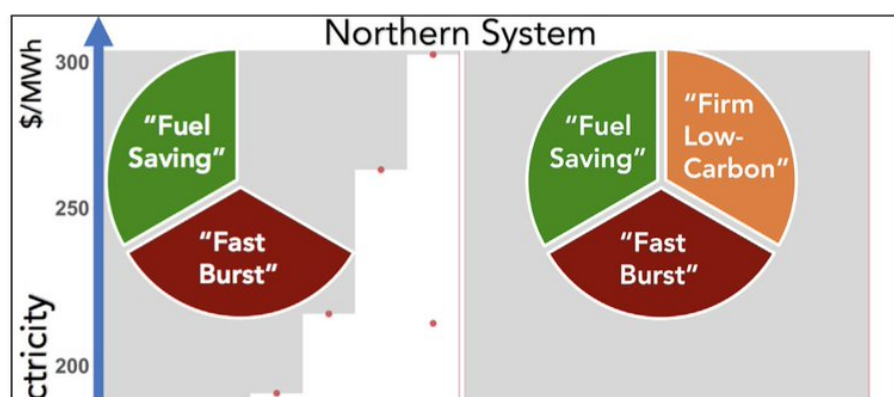 Northern System
$/MWh
300
250
200
ctricity
"Fuel
Saving"
"Fast
Burst"
"Fuel
Saving"
"Firm
Low-
Carbon"
"Fast
Burst"